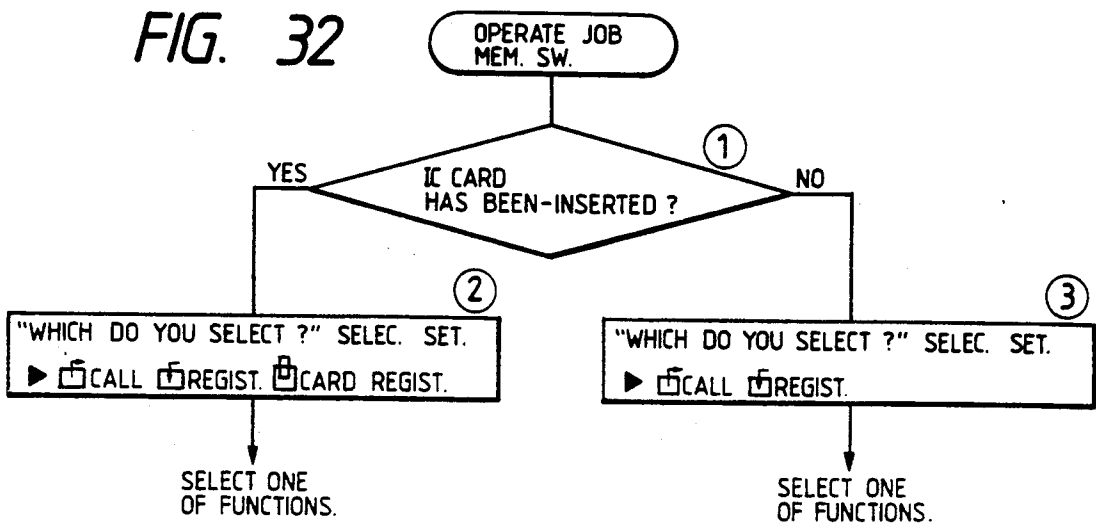 FIG. 32
OPERATE JOB
MEM. SW.
①
YES
IC CARD
HAS BEEN-INSERTED ?
NO
②
"WHICH DO YOU SELECT ?" SELEC. SET.
▶ CALL REGIST. CARD REGIST.
SELECT ONE
OF FUNCTIONS.
③
"WHICH DO YOU SELECT ?" SELEC. SET.
▶ CALL REGIST.
SELECT ONE
OF FUNCTIONS.